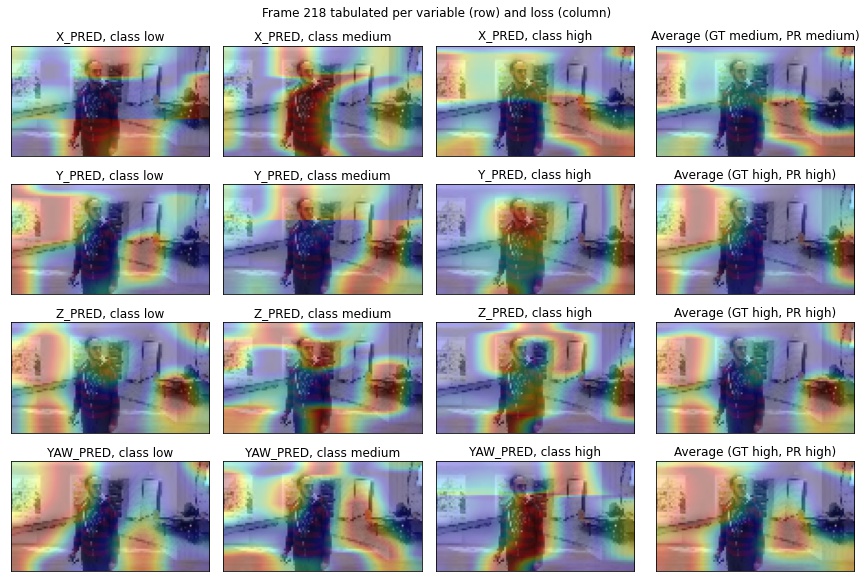 Frame 218 tabulated per variable (row) and loss (column)
X_PRED, class low
X_PRED, class medium
X_PRED, class high
Average (GT medium, PR medium)
Y_PRED, class low
Y_PRED, class medium
Y_PRED, class high
Average (GT high, PR high)
Z_PRED, class low
Z_PRED, class medium
Z_PRED, class high
Average (GT high, PR high)
YAW_PRED, class low
YAW_PRED, class medium
YAW_PRED, class high
Average (GT high, PR high)